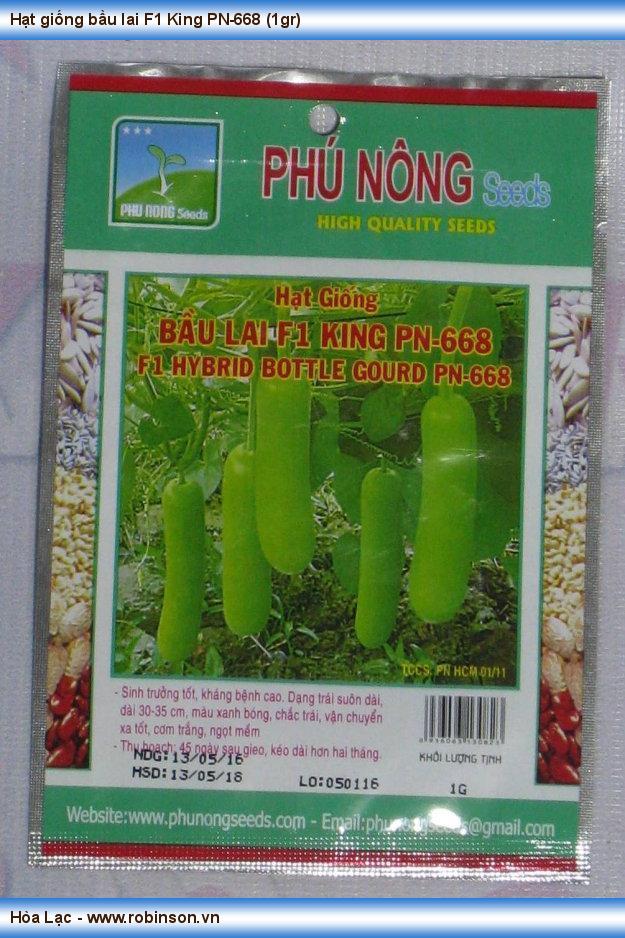 Hạt giống bầu lai F1 King PN-668 (1gr)
PHU NONG Seeds
PHÚ NÔNG Seeds
HIGH QUALITY SEEDS
Hạt Giống
BẦU LAI F1 KING PN-668
F1 HYBRID BOTTLE GOURD PN-668
TCCS. PN HCM 01/11
- Sinh trưởng tốt, kháng bệnh cao. Dạng trái suôn dài,
dài 30-35 cm, màu xanh bóng, chắc trái, vận chuyển
xa tốt, cơm trắng, ngọt mềm
- Thu hoạch: 45 ngày sau gieo, kéo dài hơn hai tháng.
NDG:13/05/16
HSD:13/05/18
LO:050116
KHỐI LƯỢNG TỊNH
1G
Website:www.phunongseeds.com - Email:phunongseeds@gmail.com
Hòa Lạc - www.robinson.vn